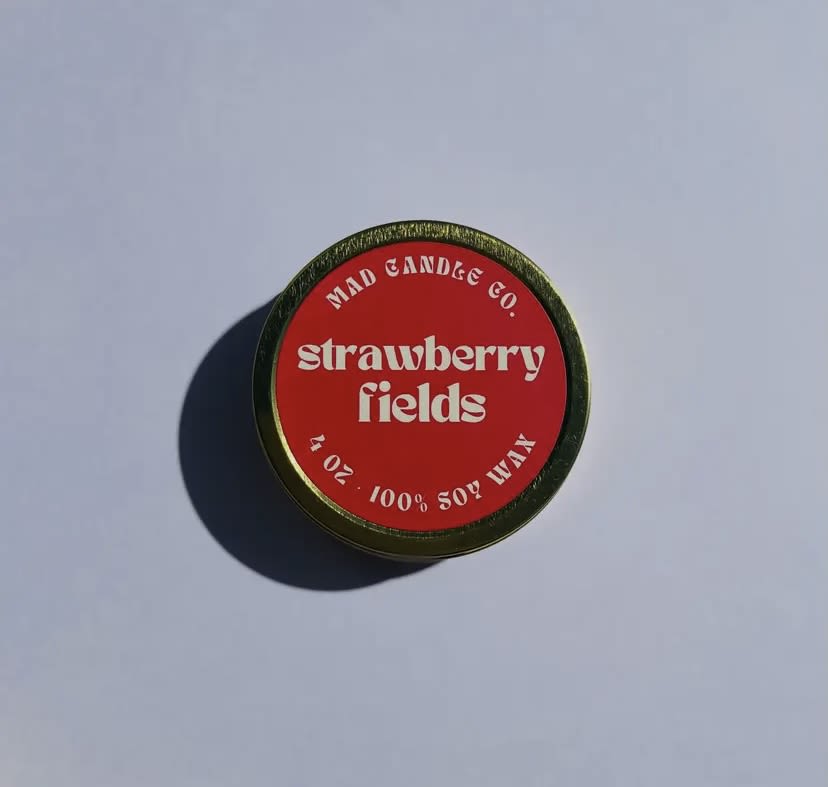 MAD CANDLE CO.
strawberry
fields
4 OZ · 100% SOY WAX